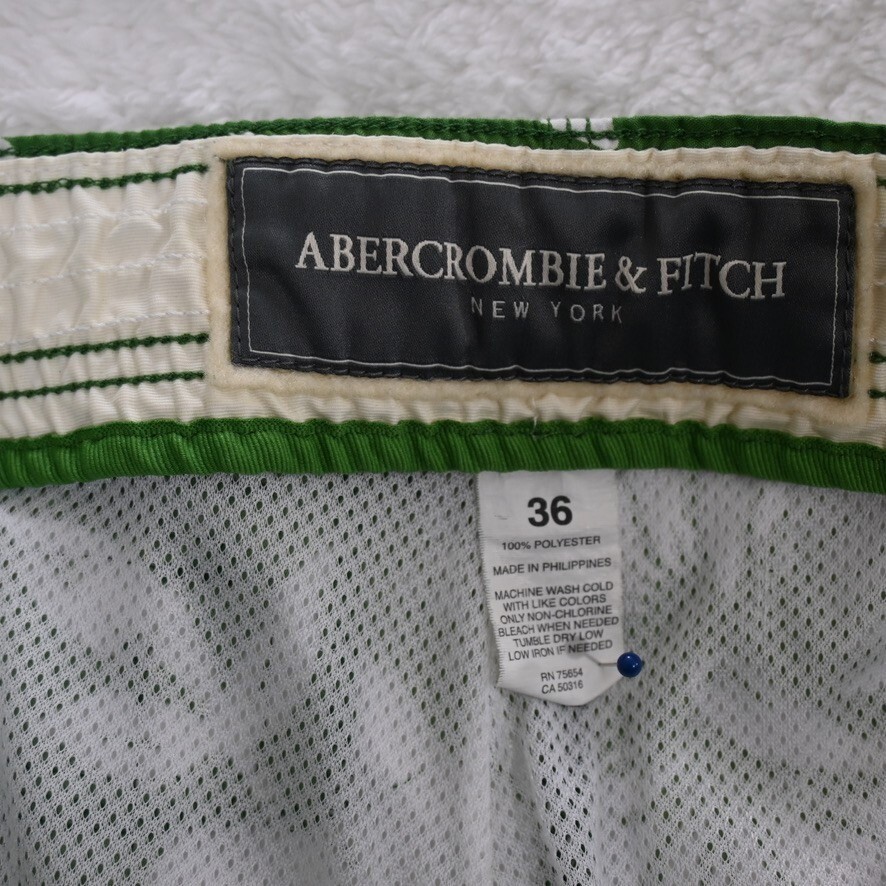 ABERCROMBIE & FITCH
NEW YORK
36
100% POLYESTER
MADE IN PHILIPPINES
MACHINE WASH COLD
WITH LIKE COLORS
ONLY NON-CHLORINE
BLEACH WHEN NEEDED
TUMBLE DRY LOW
LOW IRON IF NEEDED
RN 75654
CA 50316